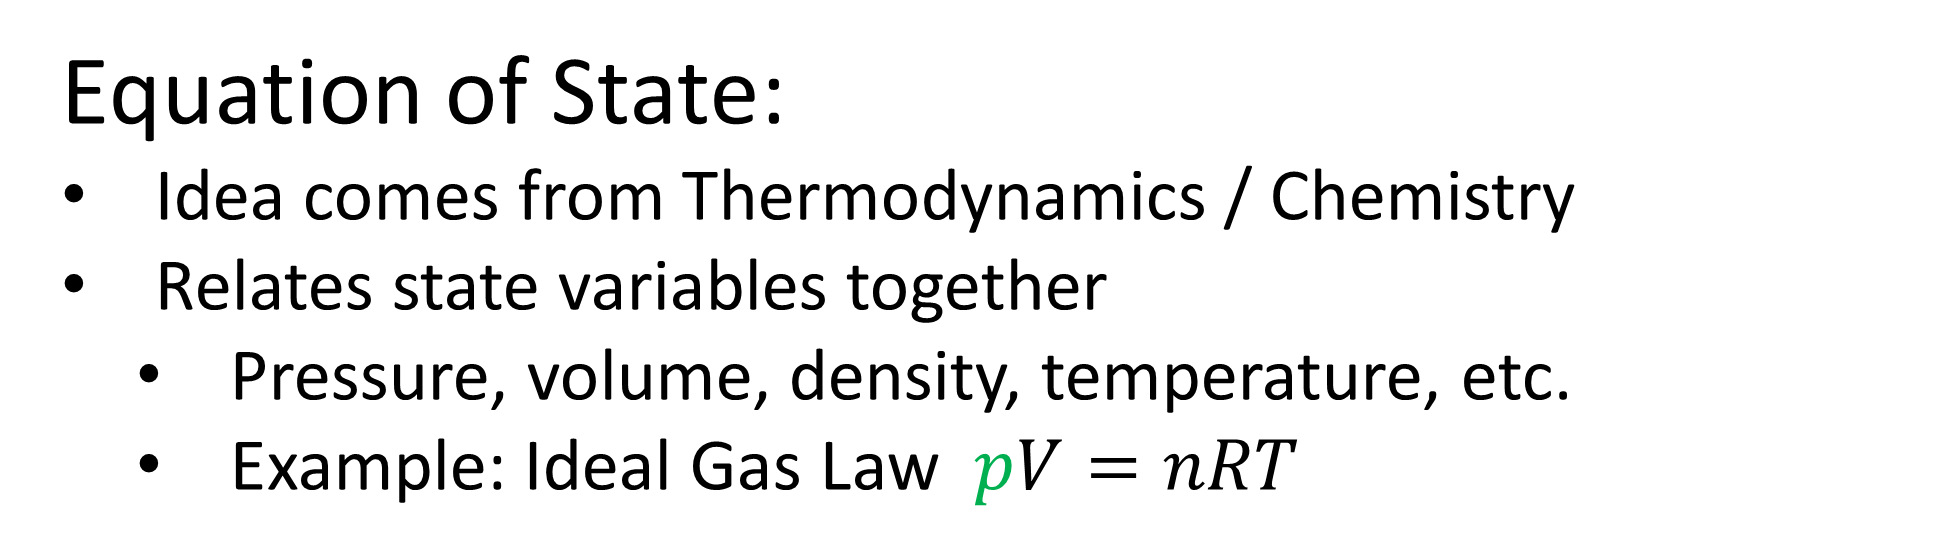 Equation of State:
• Idea comes from Thermodynamics / Chemistry
• Relates state variables together
• Pressure, volume, density, temperature, etc.
• Example: Ideal Gas Law pV = nRT